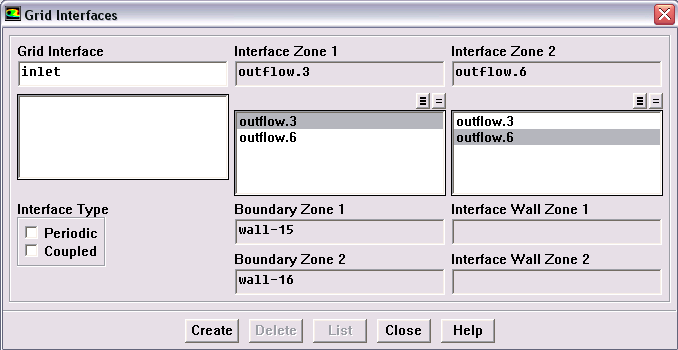 Grid Interfaces
Grid Interface Interface Zone 1 Interface Zone 2
inlet outflow.3 outflow.6
outflow.3 outflow.3
outflow.6 outflow.6
Interface Type Boundary Zone 1 Interface Wall Zone 1
Periodic wall-15
Coupled
Boundary Zone 2 Interface Wall Zone 2
wall-16
Create Delete List Close Help